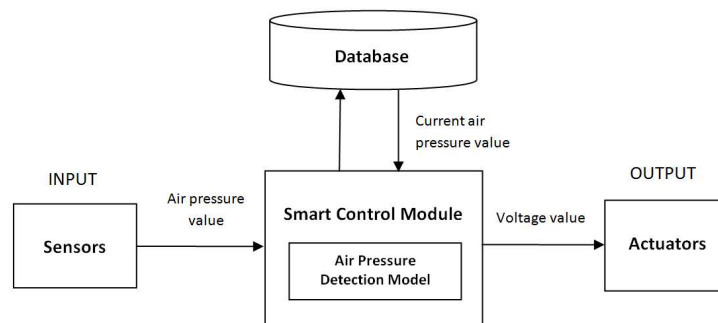 Database
Current air
pressure value
INPUT
Air pressure
value
Sensors
Smart Control Module
Air Pressure
Detection Model
Voltage value
OUTPUT
Actuators